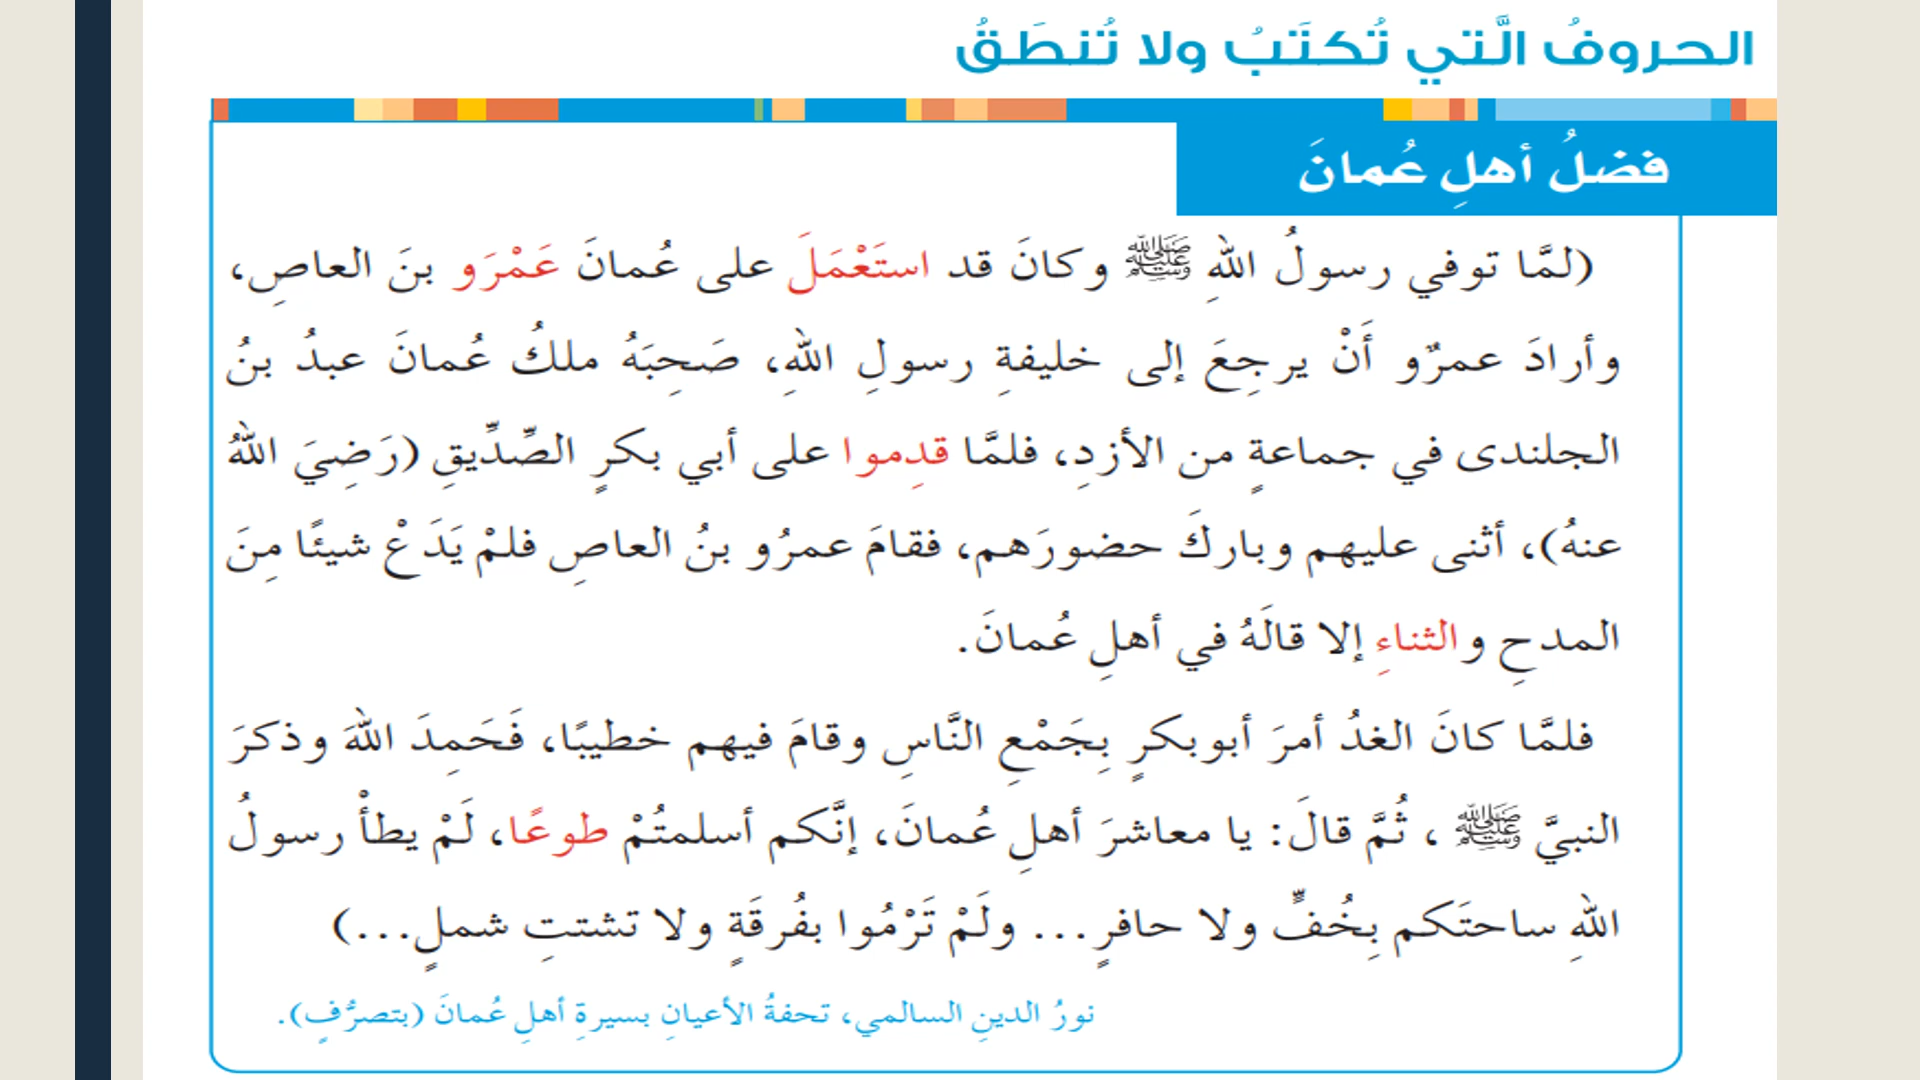 الحروفُ الَّتي تُكتَبُ ولا تُنطَقُ
فضلُ أهلِ عُمانَ
(لمَّا توفي رسولُ اللهِ ﷺ وكانَ قد استَعْمَلَ على عُمانَ عَمْرَو بنَ العاصِ،
وأرادَ عمرٌو أَنْ يرجِعَ إلى خليفةِ رسولِ اللهِ، صَحِبَهُ ملكُ عُمانَ عبدُ بنُ
الجلندى في جماعةٍ من الأزدِ، فلمَّا قدِموا على أبي بكرٍ الصِّدِّيقِ (رَضِيَ اللهُ
عنهُ)، أثنى عليهم وباركَ حضورَهم، فقامَ عمرُو بنُ العاصِ فلمْ يَدَعْ شيئًا مِنَ
المدحِ والثناءِ إلا قالَهُ في أهلِ عُمانَ.
فلمَّا كانَ الغدُ أمرَ أبوبكرٍ بِجَمْعِ النَّاسِ وقامَ فيهم خطيبًا، فَحَمِدَ اللهَ وذكرَ
النبيَّ ﷺ ، ثُمَّ قالَ: يا معاشرَ أهلِ عُمانَ، إنَّكم أسلمتُمْ طوعًا، لَمْ يطأْ رسولُ
اللهِ ساحتَكم بِخُفٍّ ولا حافرٍ... ولَمْ تَرْمُوا بفُرقَةٍ ولا تشتتِ شملٍ...)
نورُ الدينِ السالمي، تحفةُ الأعيانِ بسيرةِ أهلِ عُمانَ (بتصرُّفٍ).